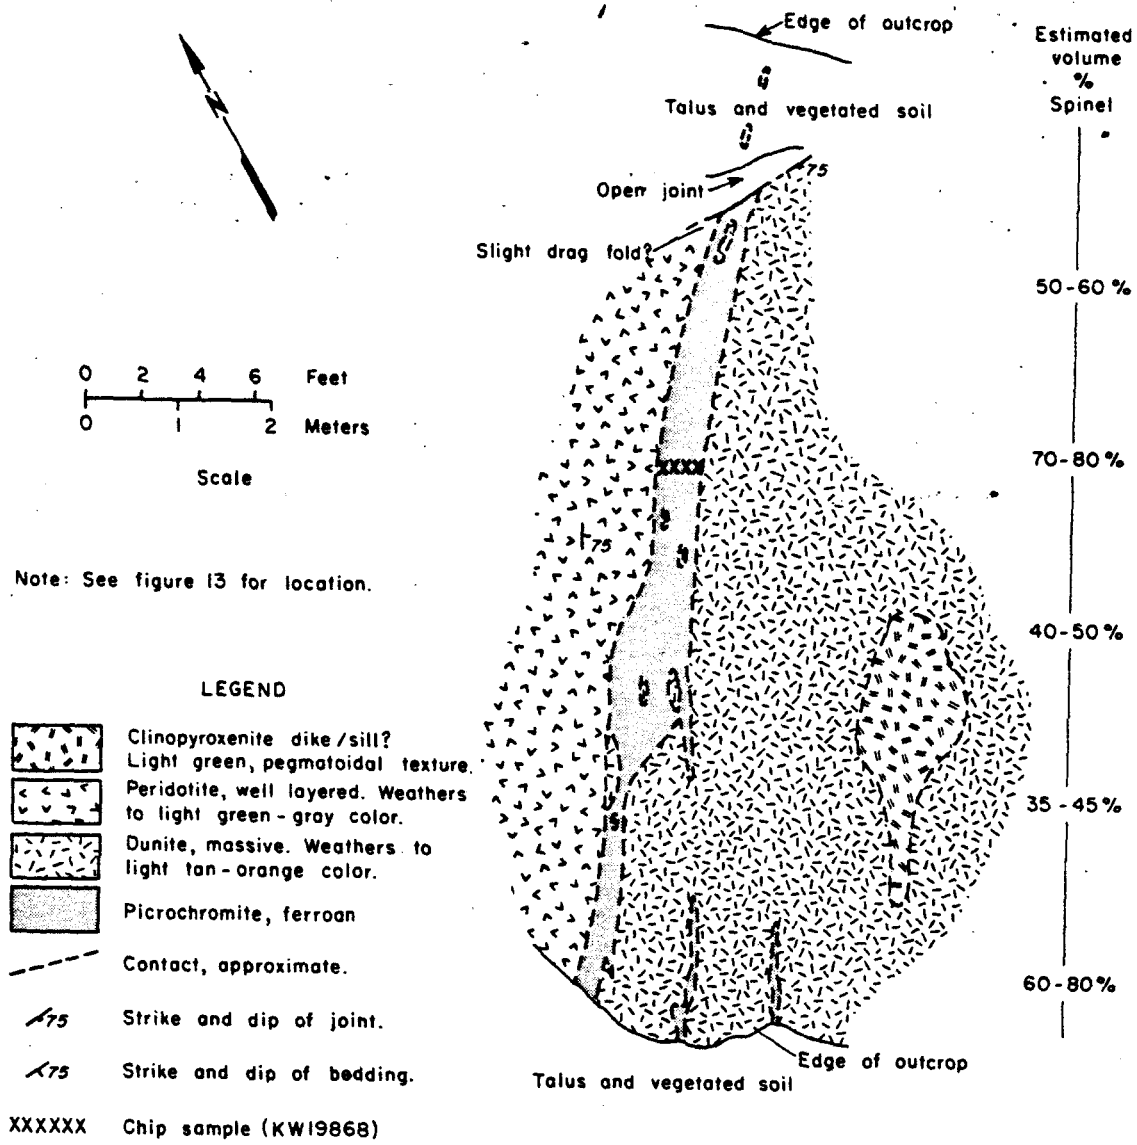 Edge of outcrop
Estimated
volume
%
Spinel
N
Talus and vegetated soil
75
Open joint
Slight drag fold?
50-60%
0 2 4 6 Feet
0 1 2 Meters
Scale
70-80%
XXXX
75
Note: See figure 13 for location.
40-50%
LEGEND
Clinopyroxenite dike/sill?
Light green, pegmatoidal texture.
Peridotite, well layered. Weathers
to light green-gray color.
35-45%
Dunite, massive. Weathers to
light tan-orange color.
Picrochromite, ferroan
Contact, approximate.
60-80%
75 Strike and dip of joint.
75 Strike and dip of bedding.
Edge of outcrop
Talus and vegetated soil
XXXXXX Chip sample (KW19868)